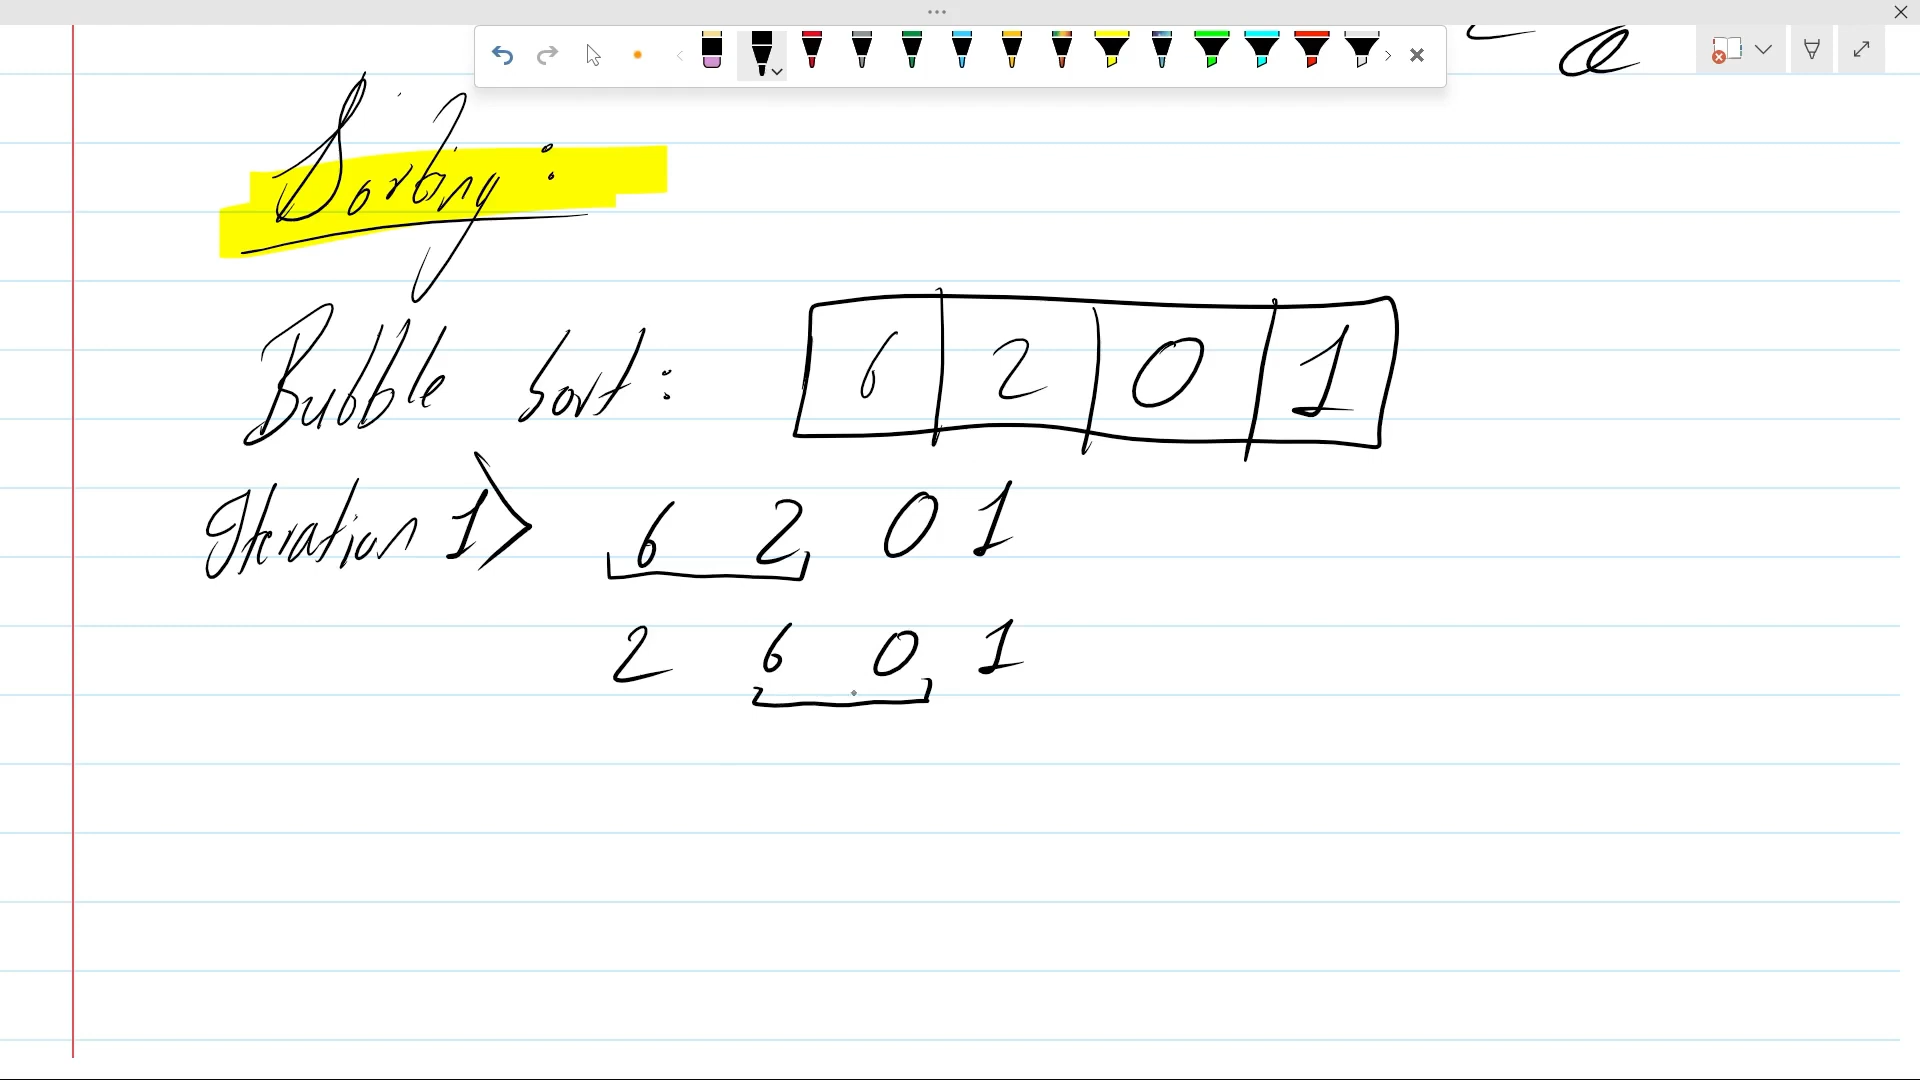 Sorting :
Bubble Sort : 6 2 0 1
Iteration 1> 6 2 0 1
2 6 0 1